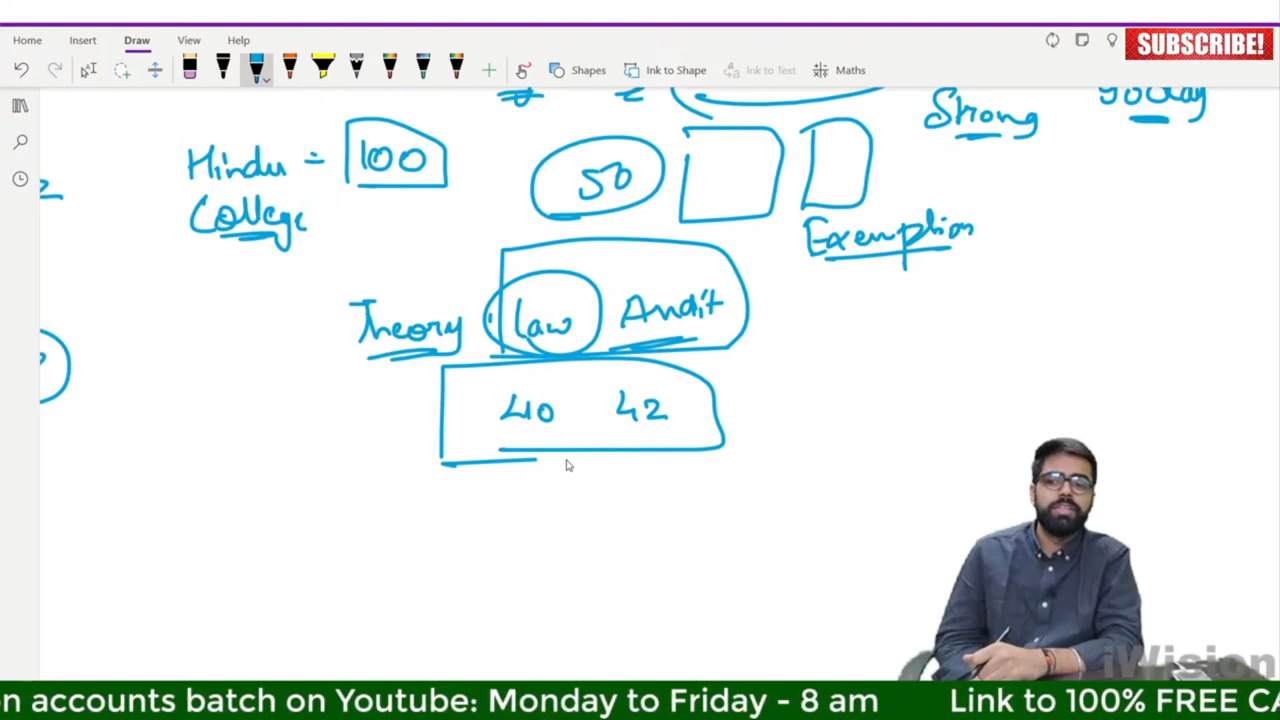 Home Insert Draw View Help
SUBSCRIBE!
Shapes Ink to Shape Ink to Text Maths
Strong
Hindu = 100
College
50
Exemption
Theory : Law Audit
40 42
iWision
on accounts batch on Youtube: Monday to Friday - 8 am Link to 100% FREE CA